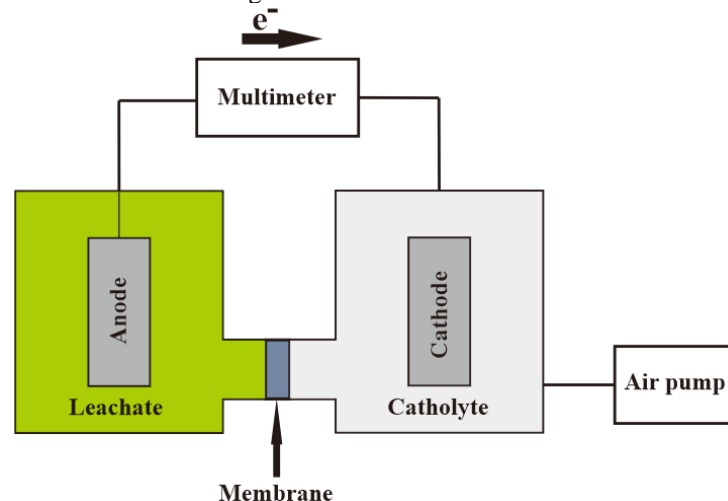 e-
Multimeter
Anode
Cathode
Leachate
Catholyte
Air pump
Membrane